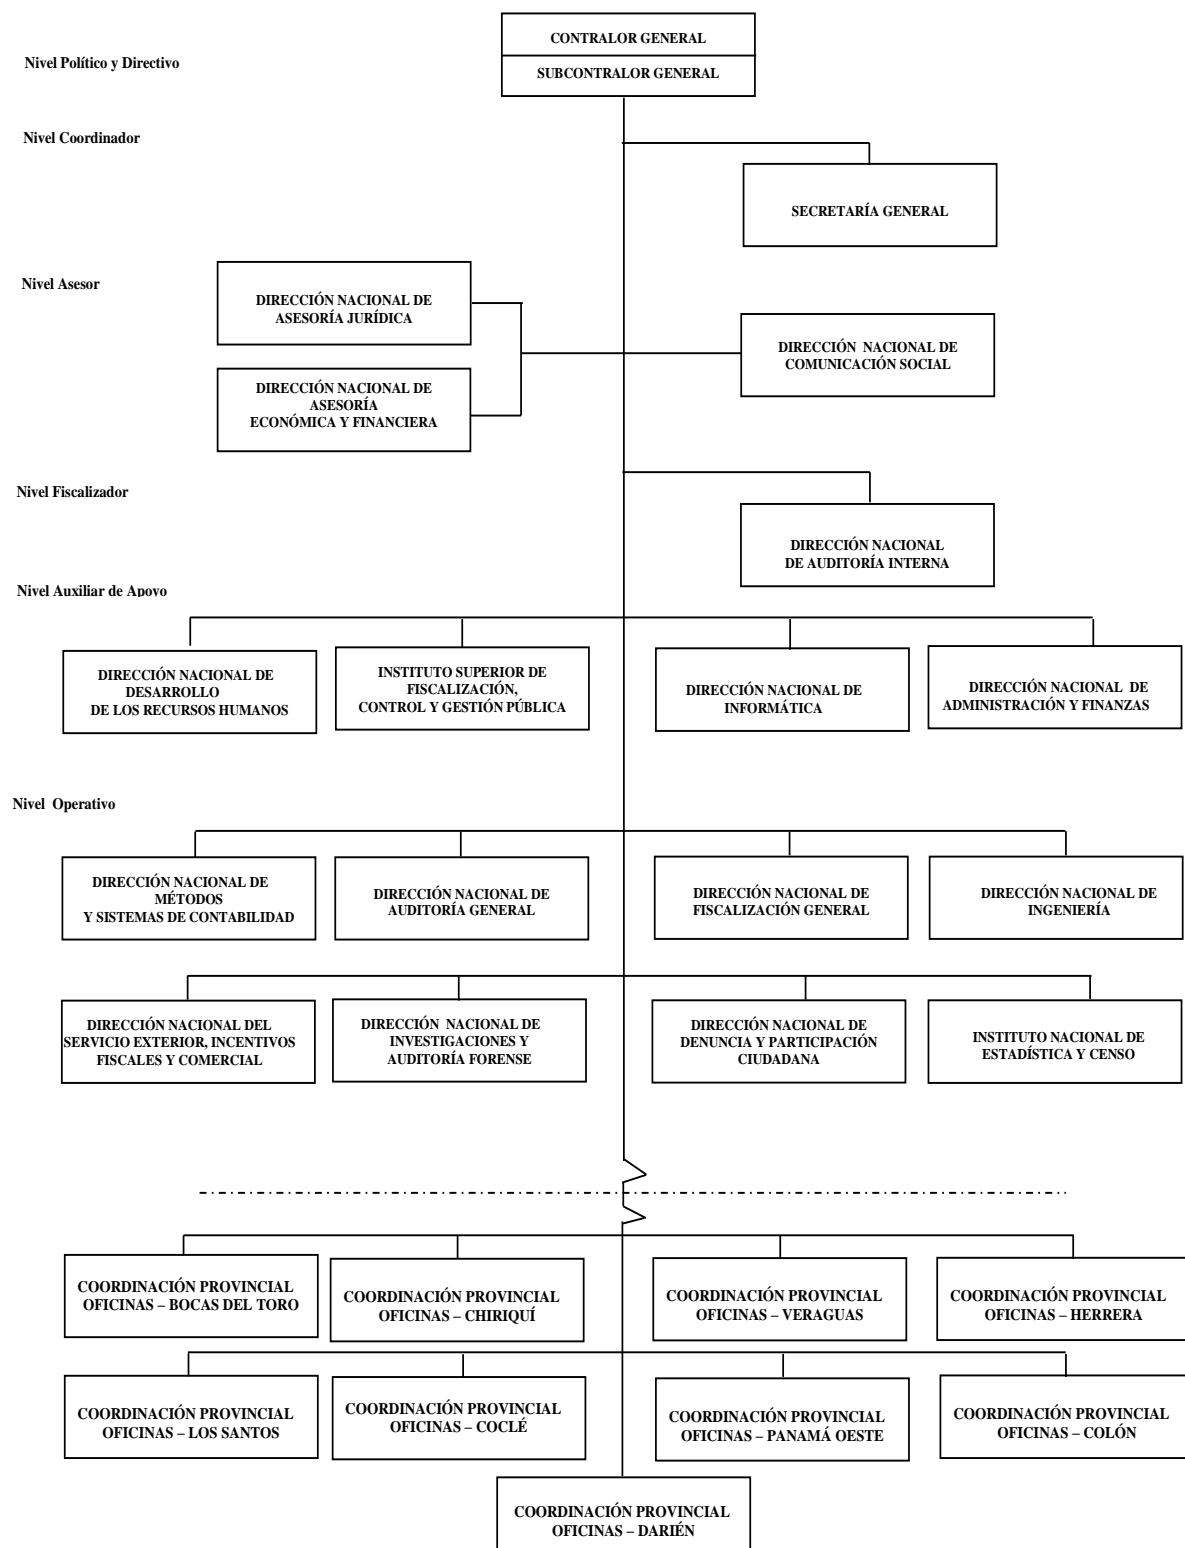 CONTRALOR GENERAL
Nivel Político y Directivo
SUBCONTRALOR GENERAL
Nivel Coordinador
SECRETARÍA GENERAL
Nivel Asesor
DIRECCIÓN NACIONAL DE
ASESORÍA JURÍDICA
DIRECCIÓN NACIONAL DE
COMUNICACIÓN SOCIAL
DIRECCIÓN NACIONAL DE
ASESORÍA
ECONÓMICA Y FINANCIERA
Nivel Fiscalizador
DIRECCIÓN NACIONAL
DE AUDITORÍA INTERNA
Nivel Auxiliar de Apoyo
DIRECCIÓN NACIONAL DE
DESARROLLO
DE LOS RECURSOS HUMANOS
INSTITUTO SUPERIOR DE
FISCALIZACIÓN,
CONTROL Y GESTIÓN PÚBLICA
DIRECCIÓN NACIONAL DE
INFORMÁTICA
DIRECCIÓN NACIONAL DE
ADMINISTRACIÓN Y FINANZAS
Nivel Operativo
DIRECCIÓN NACIONAL DE
MÉTODOS
Y SISTEMAS DE CONTABILIDAD
DIRECCIÓN NACIONAL DE
AUDITORÍA GENERAL
DIRECCIÓN NACIONAL DE
FISCALIZACIÓN GENERAL
DIRECCIÓN NACIONAL DE
INGENIERÍA
DIRECCIÓN NACIONAL DEL
SERVICIO EXTERIOR, INCENTIVOS
FISCALES Y COMERCIAL
DIRECCIÓN NACIONAL DE
INVESTIGACIONES Y
AUDITORÍA FORENSE
DIRECCIÓN NACIONAL DE
DENUNCIA Y PARTICIPACIÓN
CIUDADANA
INSTITUTO NACIONAL DE
ESTADÍSTICA Y CENSO
COORDINACIÓN PROVINCIAL
OFICINAS – BOCAS DEL TORO
COORDINACIÓN PROVINCIAL
OFICINAS – CHIRIQUÍ
COORDINACIÓN PROVINCIAL
OFICINAS – VERAGUAS
COORDINACIÓN PROVINCIAL
OFICINAS – HERRERA
COORDINACIÓN PROVINCIAL
OFICINAS – LOS SANTOS
COORDINACIÓN PROVINCIAL
OFICINAS – COCLÉ
COORDINACIÓN PROVINCIAL
OFICINAS – PANAMÁ OESTE
COORDINACIÓN PROVINCIAL
OFICINAS – COLÓN
COORDINACIÓN PROVINCIAL
OFICINAS – DARIÉN